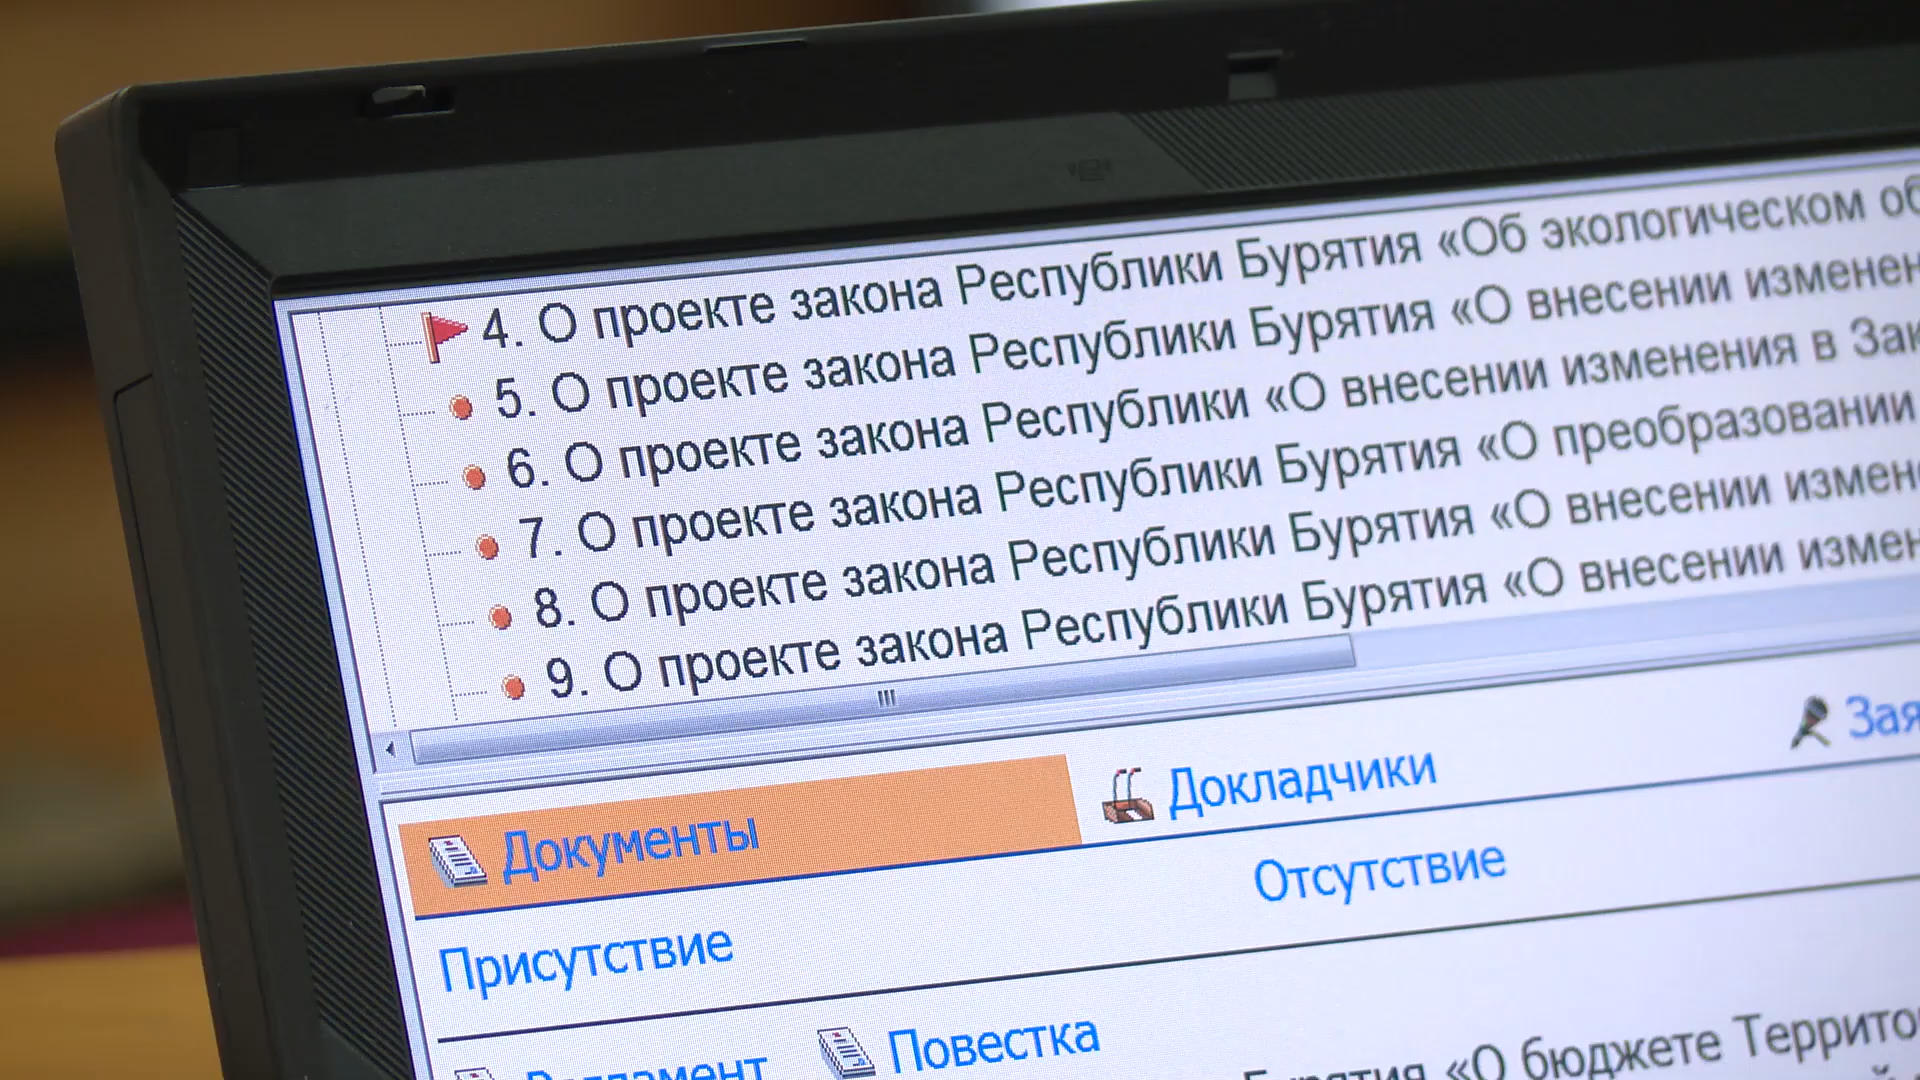 4. О проекте закона Республики Бурятия «Об экологическом об
5. О проекте закона Республики Бурятия «О внесении изменен
6. О проекте закона Республики «О внесении изменения в Зак
7. О проекте закона Республики Бурятия «О преобразовании
8. О проекте закона Республики Бурятия «О внесении измене
9. О проекте закона Республики Бурятия «О внесении измен
Документы Докладчики Зая
Присутствие Отсутствие
Регламент Повестка
Бурятия «О бюджете Террито